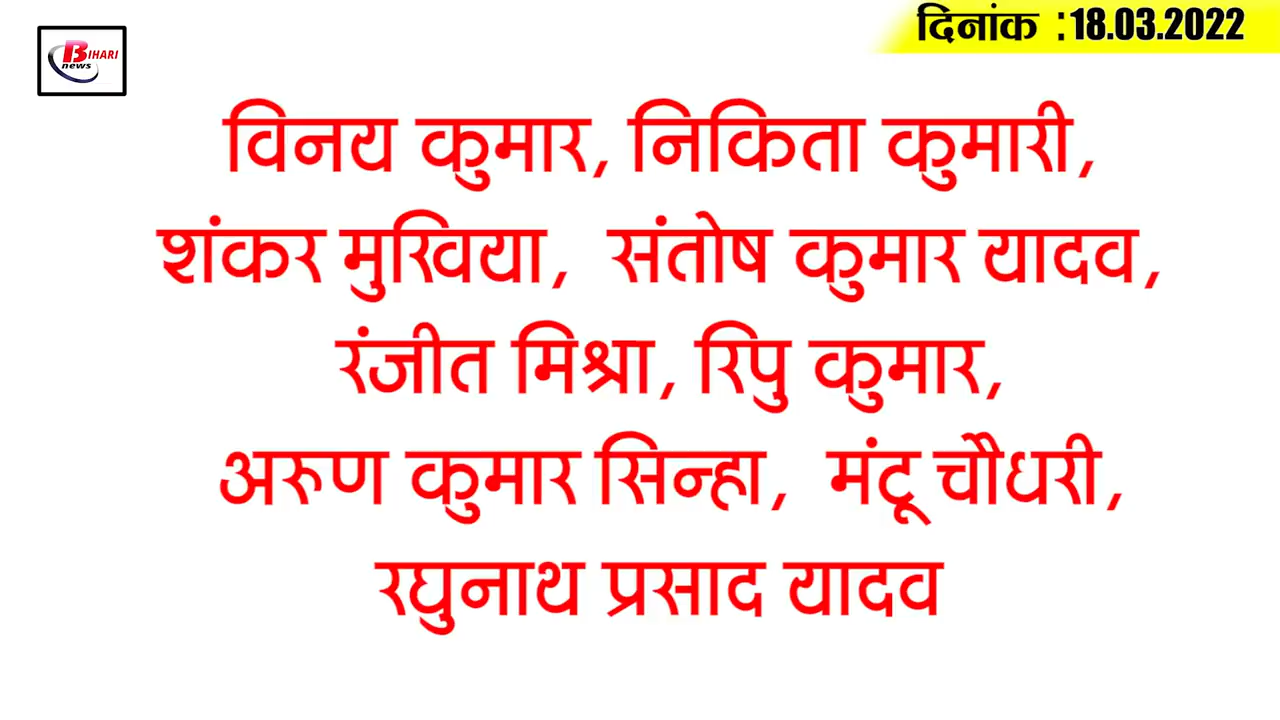 दिनांक :18.03.2022
BIHARI
news
विनय कुमार, निकिता कुमारी,
शंकर मुखिया, संतोष कुमार यादव,
रंजीत मिश्रा, रिपु कुमार,
अरूण कुमार सिन्हा, मंटू चौधरी,
रघुनाथ प्रसाद यादव